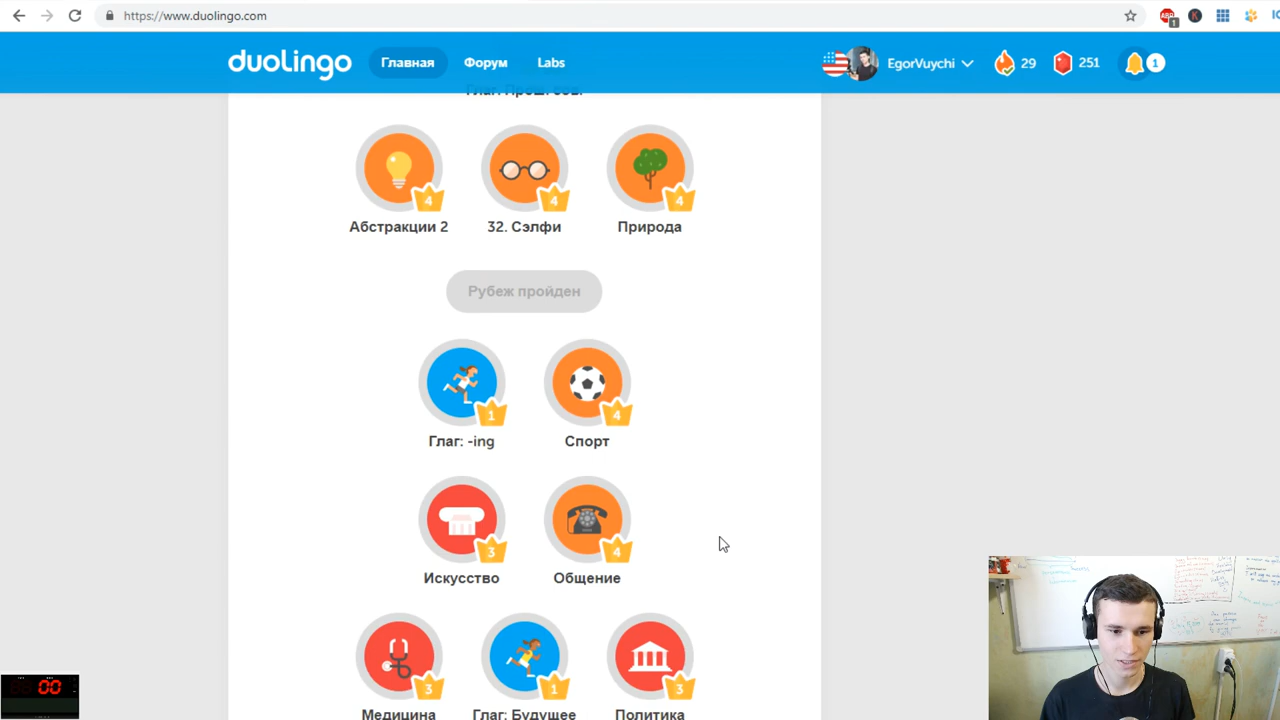 https://www.duolingo.com
duolingo
Главная
Форум
Labs
EgorVuychi
29
251
1
4
4
4
Абстракции 2
32. Сэлфи
Природа
Рубеж пройден
1
4
Глаг: -ing
Спорт
3
4
Искусство
Общение
3
1
3
Медицина
Глаг: Будущее
Политика
00